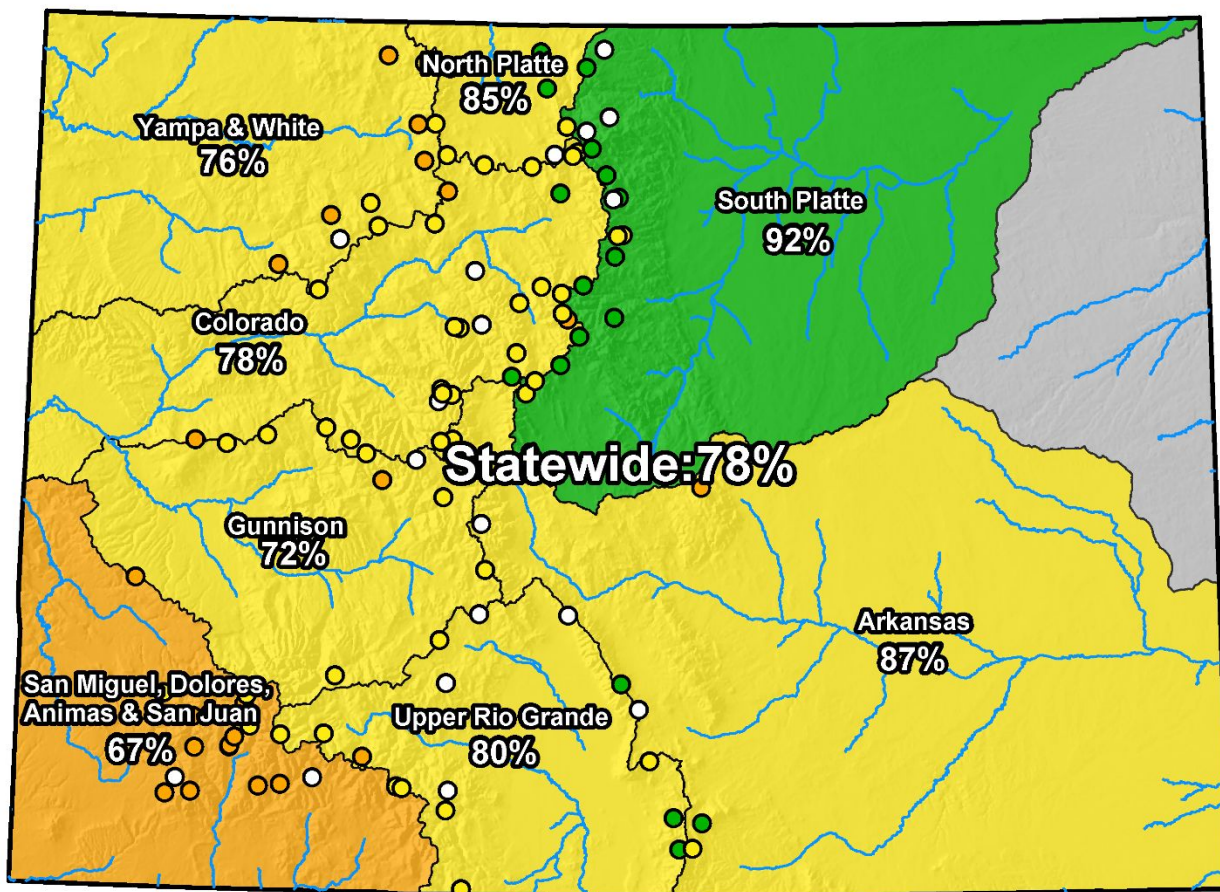 North Platte
85%
Yampa & White
76%
South Platte
92%
Colorado
78%
Statewide:78%
Gunnison
72%
Arkansas
87%
San Miguel, Dolores,
Animas & San Juan
67%
Upper Rio Grande
80%